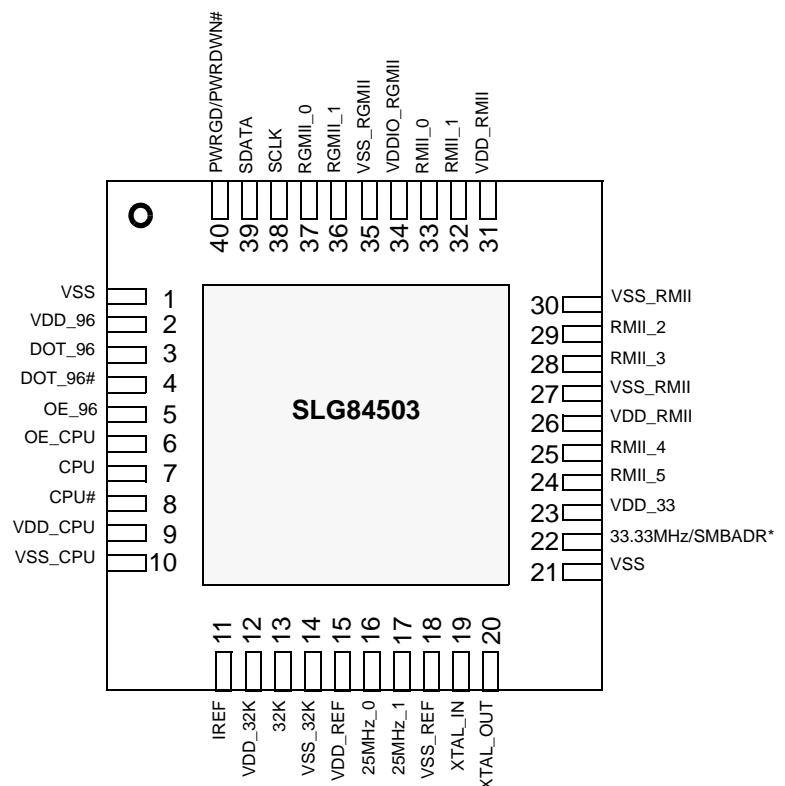 PWRGD/PWRDWN#
SDATA
SCLK
RGMII_0
RGMII_1
VSS_RGMII
VDDIO_RGMII
RMII_0
RMII_1
VDD_RMII
40
39
38
37
36
35
34
33
32
31
VSS 1
VDD_96 2
DOT_96 3
DOT_96# 4
OE_96 5
OE_CPU 6
CPU 7
CPU# 8
VDD_CPU 9
VSS_CPU 10
SLG84503
30 VSS_RMII
29 RMII_2
28 RMII_3
27 VSS_RMII
26 VDD_RMII
25 RMII_4
24 RMII_5
23 VDD_33
22 33.33MHz/SMBADR*
21 VSS
11
12
13
14
15
16
17
18
19
20
IREF
VDD_32K
32K
VSS_32K
VDD_REF
25MHz_0
25MHz_1
VSS_REF
XTAL_IN
XTAL_OUT